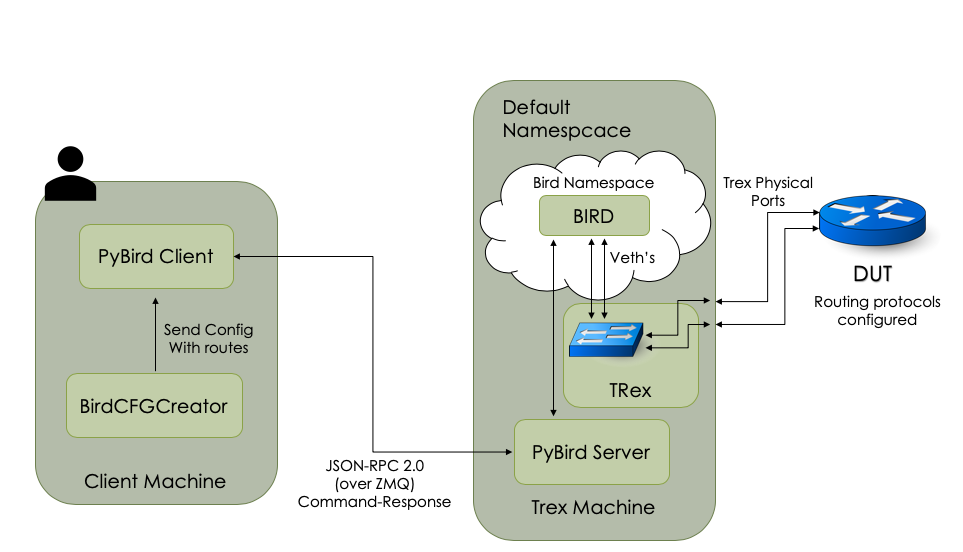 Default
Namespcace
Bird Namespace
BIRD
Veth's
Trex Physical
Ports
DUT
Routing protocols
configured
PyBird Client
Send Config
With routes
BirdCFGCreator
Client Machine
JSON-RPC 2.0
(over ZMQ)
Command-Response
TRex
PyBird Server
Trex Machine